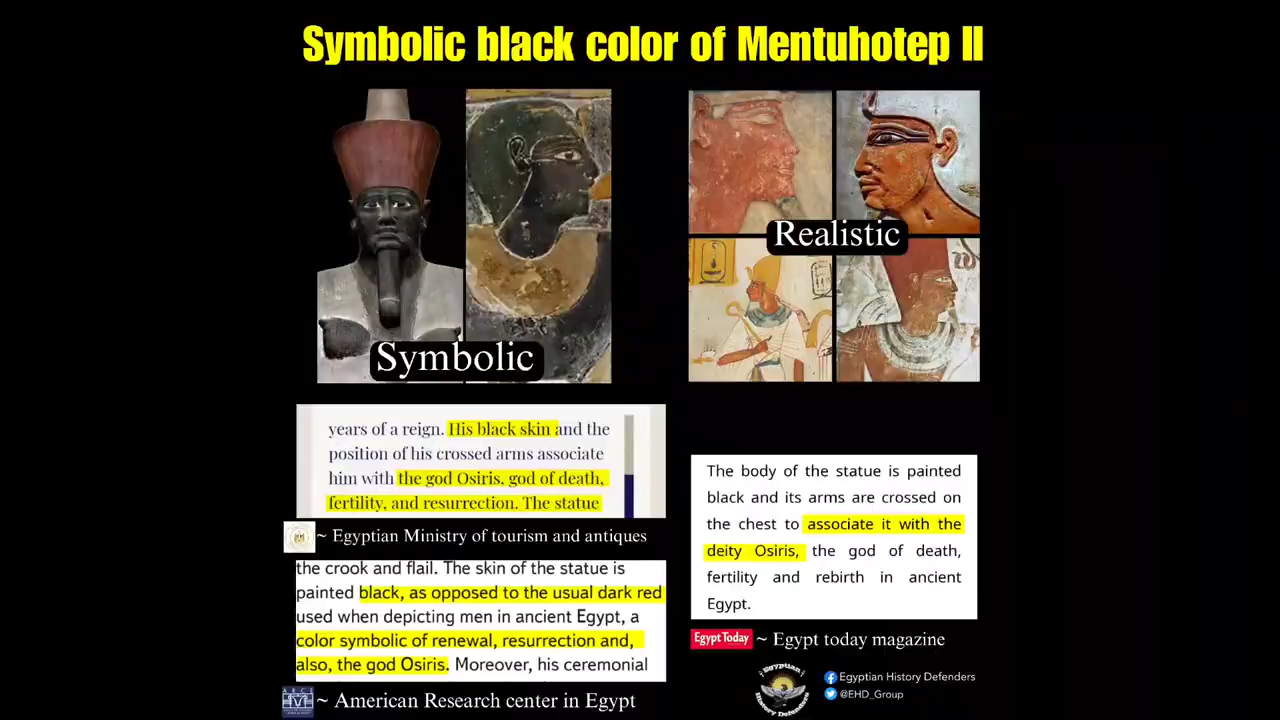 Symbolic black color of Mentuhotep II
Symbolic
Realistic
years of a reign. His black skin and the
position of his crossed arms associate
him with the god Osiris, god of death,
fertility, and resurrection. The statue
~ Egyptian Ministry of tourism and antiques
the crook and flail. The skin of the statue is
painted black, as opposed to the usual dark red
used when depicting men in ancient Egypt, a
color symbolic of renewal, resurrection and,
also, the god Osiris. Moreover, his ceremonial
~ American Research center in Egypt
The body of the statue is painted
black and its arms are crossed on
the chest to associate it with the
deity Osiris, the god of death,
fertility and rebirth in ancient
Egypt.
EgyptToday ~ Egypt today magazine
Egyptian
History Defenders
Egyptian History Defenders
@EHD_Group